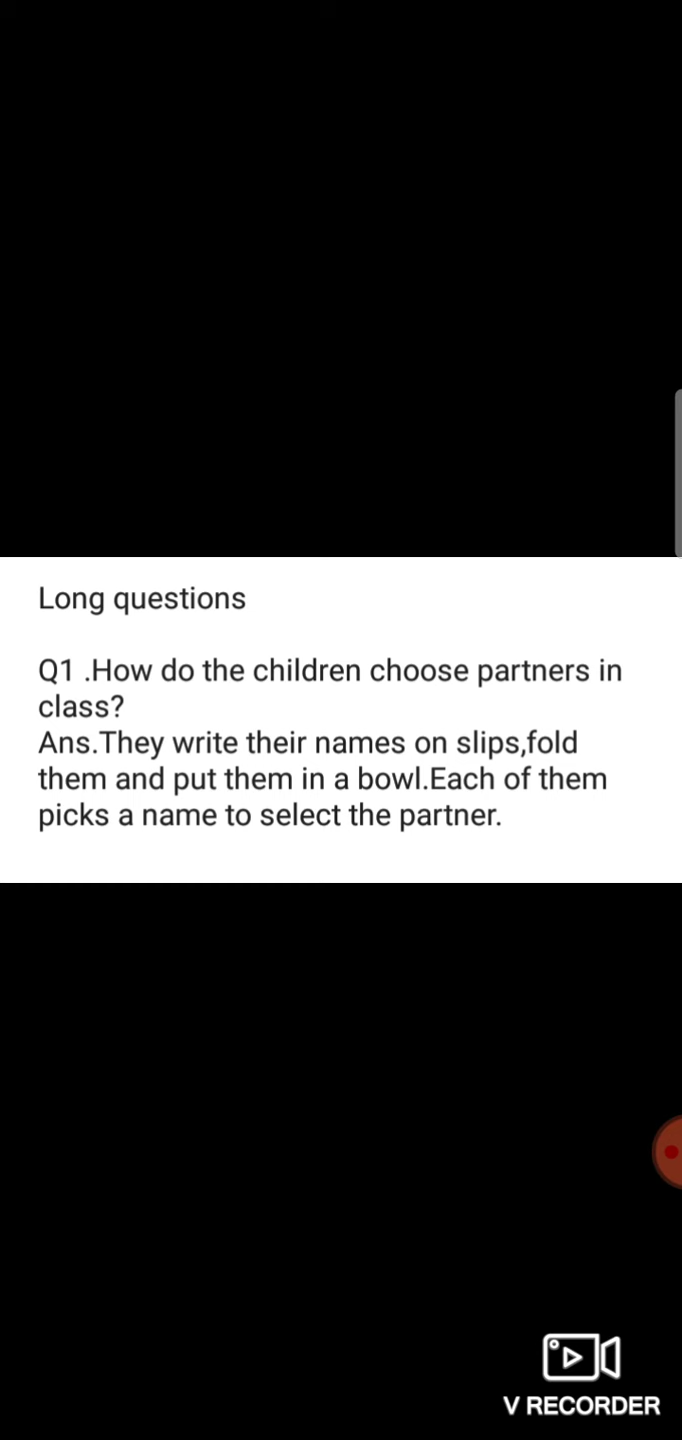 Long questions
Q1 .How do the children choose partners in
class?
Ans.They write their names on slips,fold
them and put them in a bowl.Each of them
picks a name to select the partner.
V RECORDER